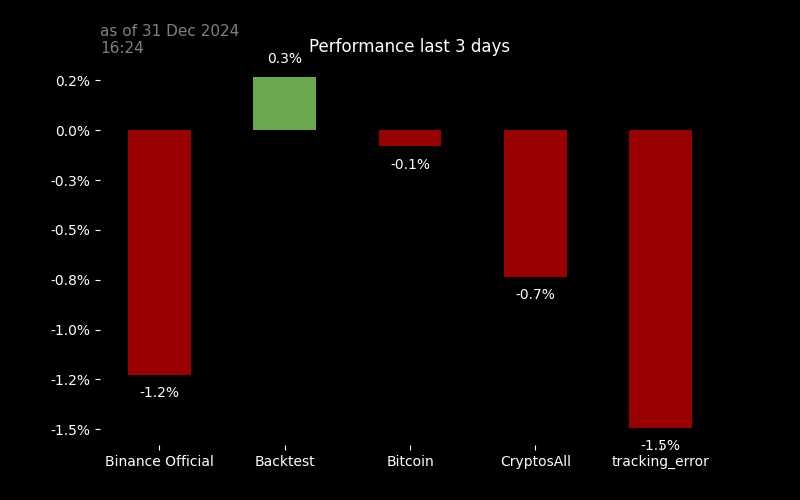 as of 31 Dec 2024
16:24
Performance last 3 days
0.3%
0.2%
0.0%
-0.1%
-0.3%
-0.5%
-0.7%
-0.8%
-1.0%
-1.2%
-1.2%
-1.5%
-1.5%
Binance Official
Backtest
Bitcoin
CryptosAll
tracking_error